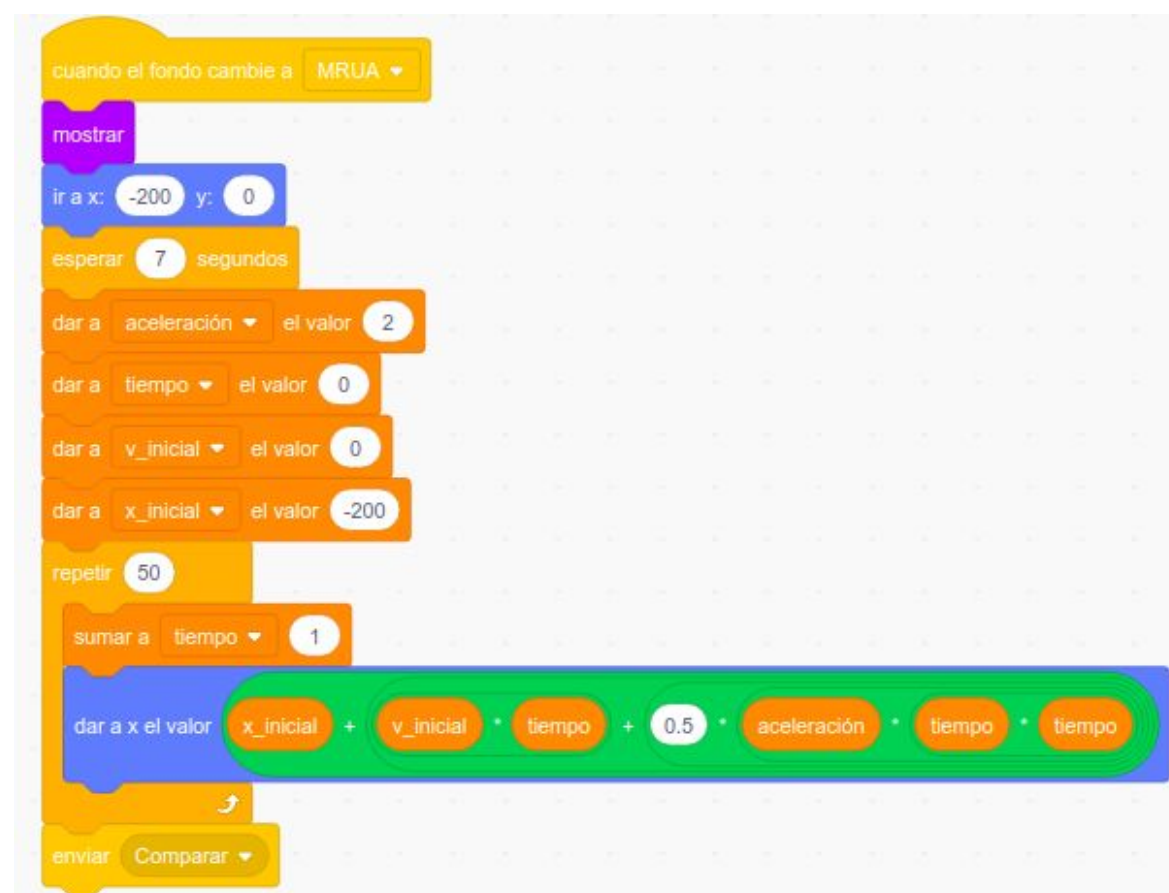 cuando el fondo cambie a MRUA
mostrar
ir a x: -200 y: 0
esperar 7 segundos
dar a aceleración el valor 2
dar a tiempo el valor 0
dar a v_inicial el valor 0
dar a x_inicial el valor -200
repetir 50
sumar a tiempo 1
dar a x el valor x_inicial + v_inicial * tiempo + 0.5 * aceleración * tiempo * tiempo
enviar Comparar